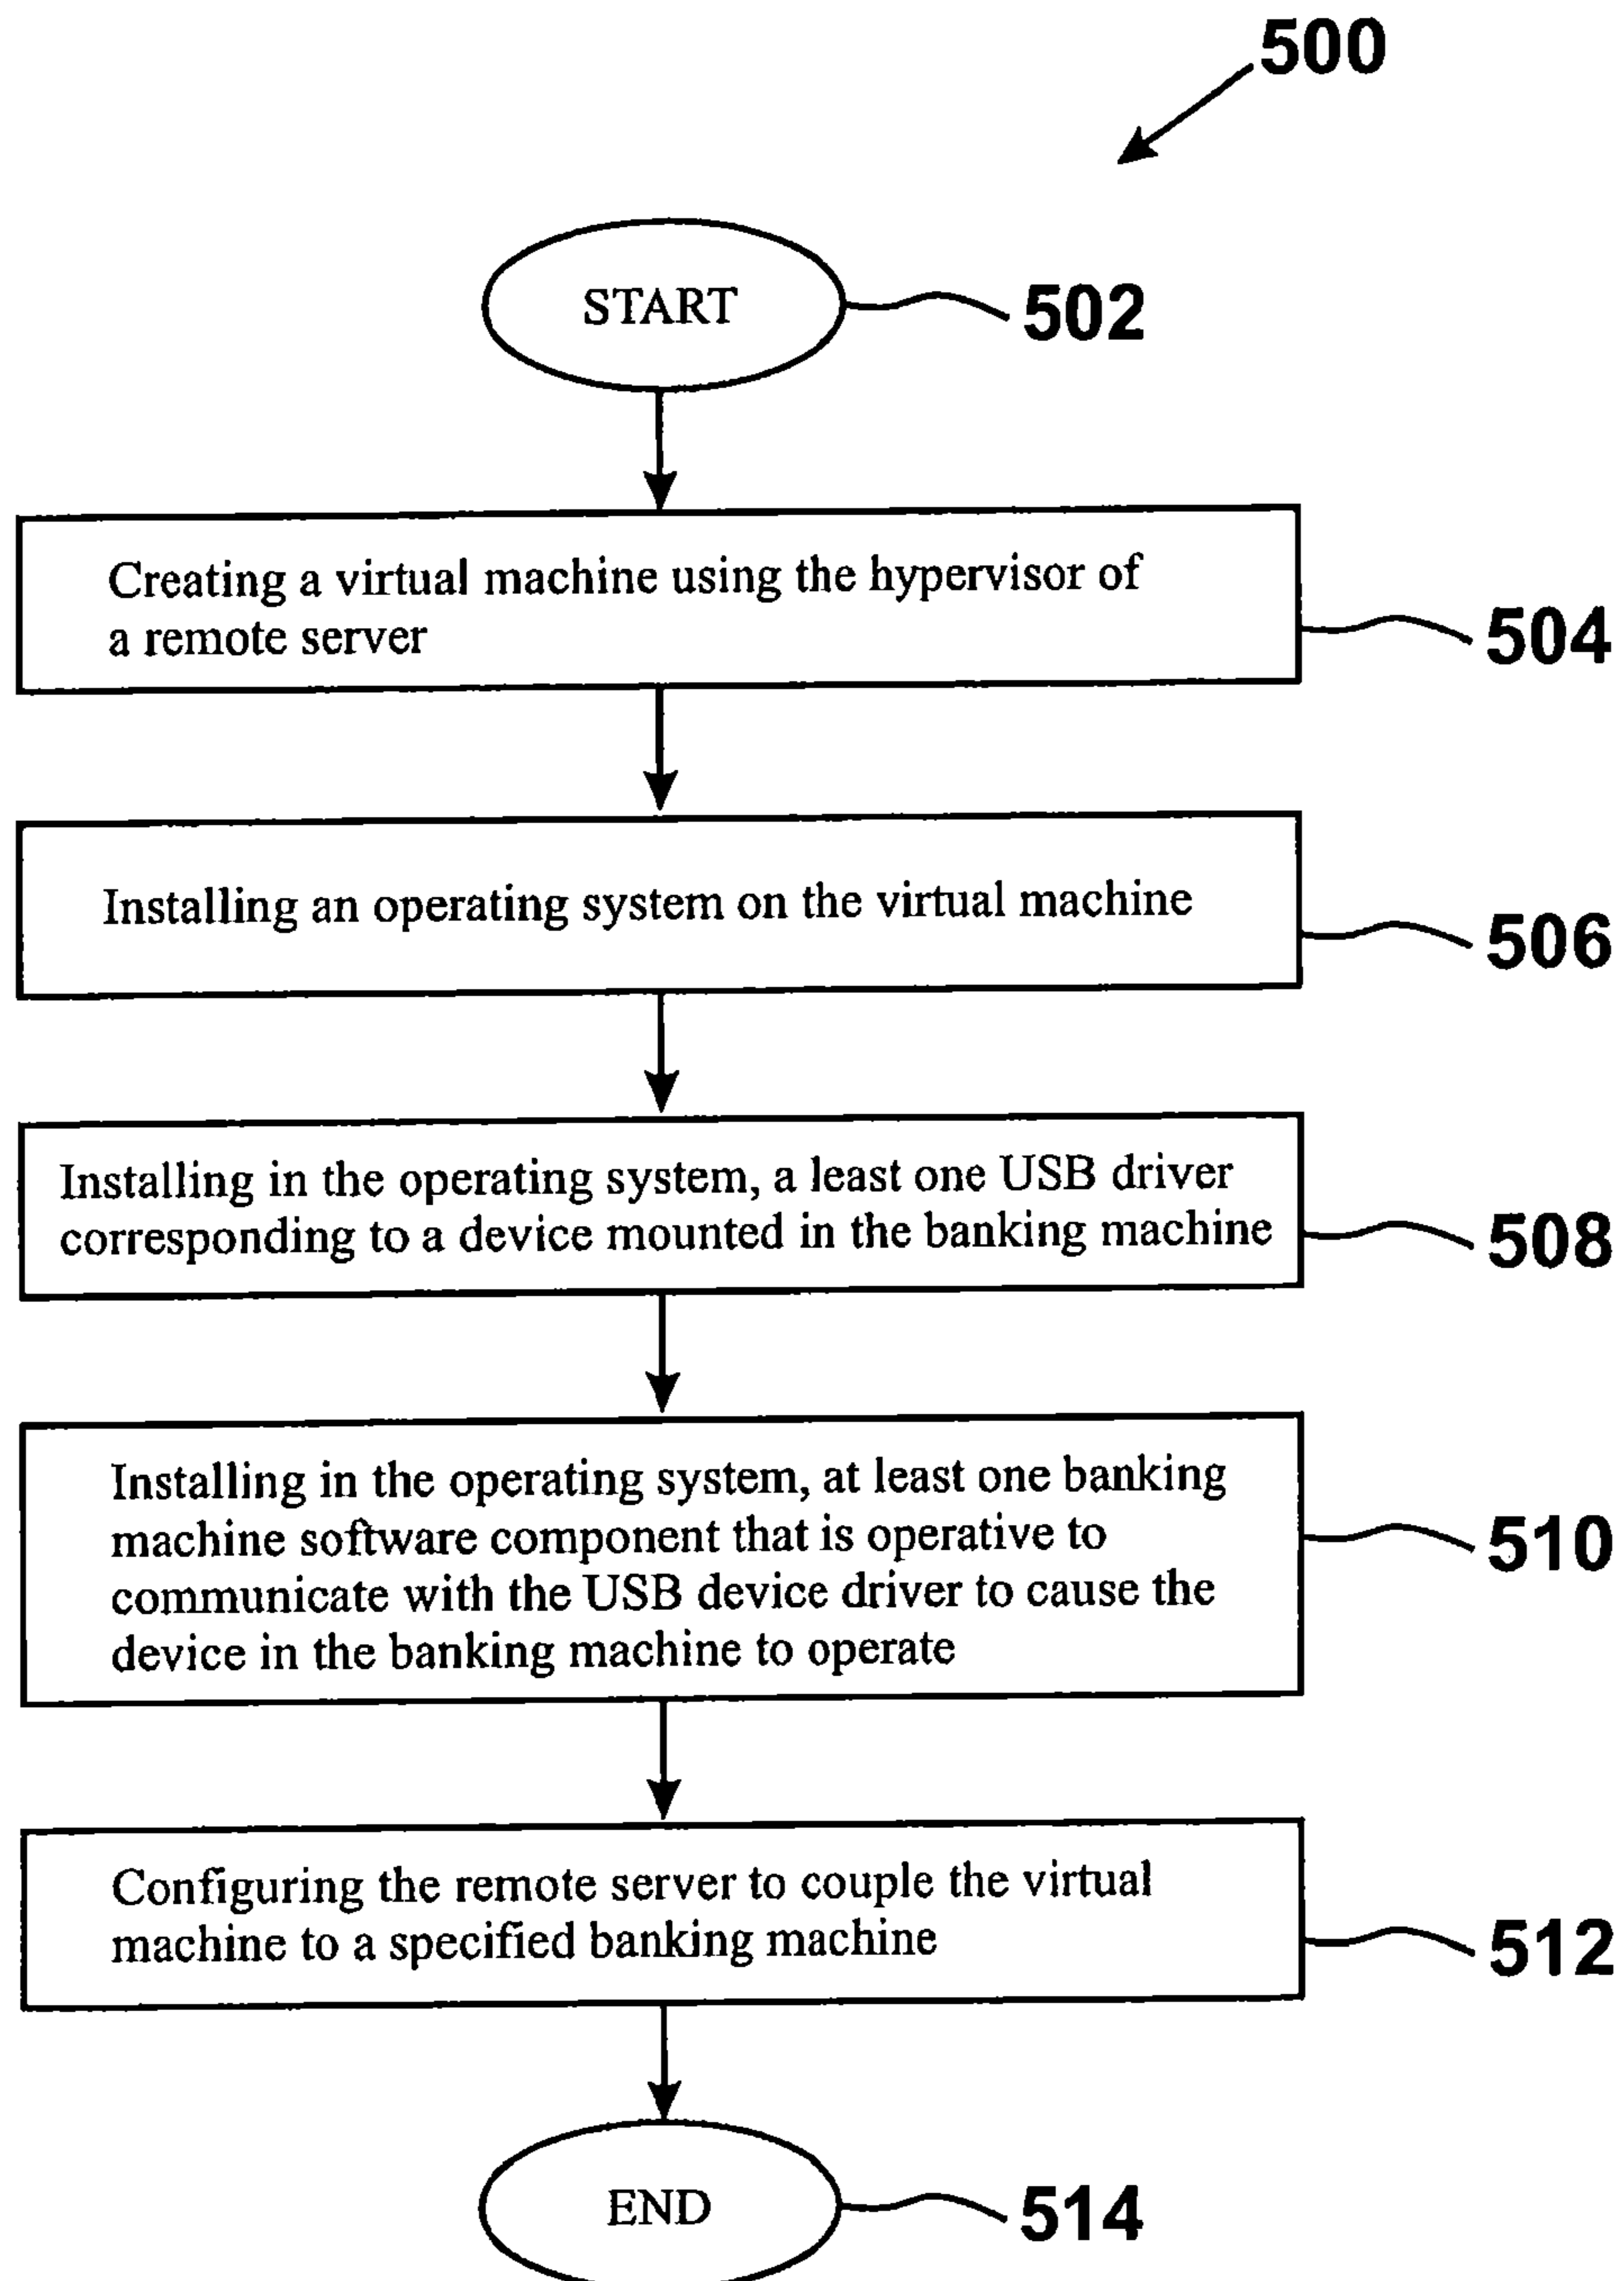 500
START
502
Creating a virtual machine using the hypervisor of
a remote server
504
Installing an operating system on the virtual machine
506
Installing in the operating system, a least one USB driver
corresponding to a device mounted in the banking machine
508
Installing in the operating system, at least one banking
machine software component that is operative to
communicate with the USB device driver to cause the
device in the banking machine to operate
510
Configuring the remote server to couple the virtual
machine to a specified banking machine
512
END
514